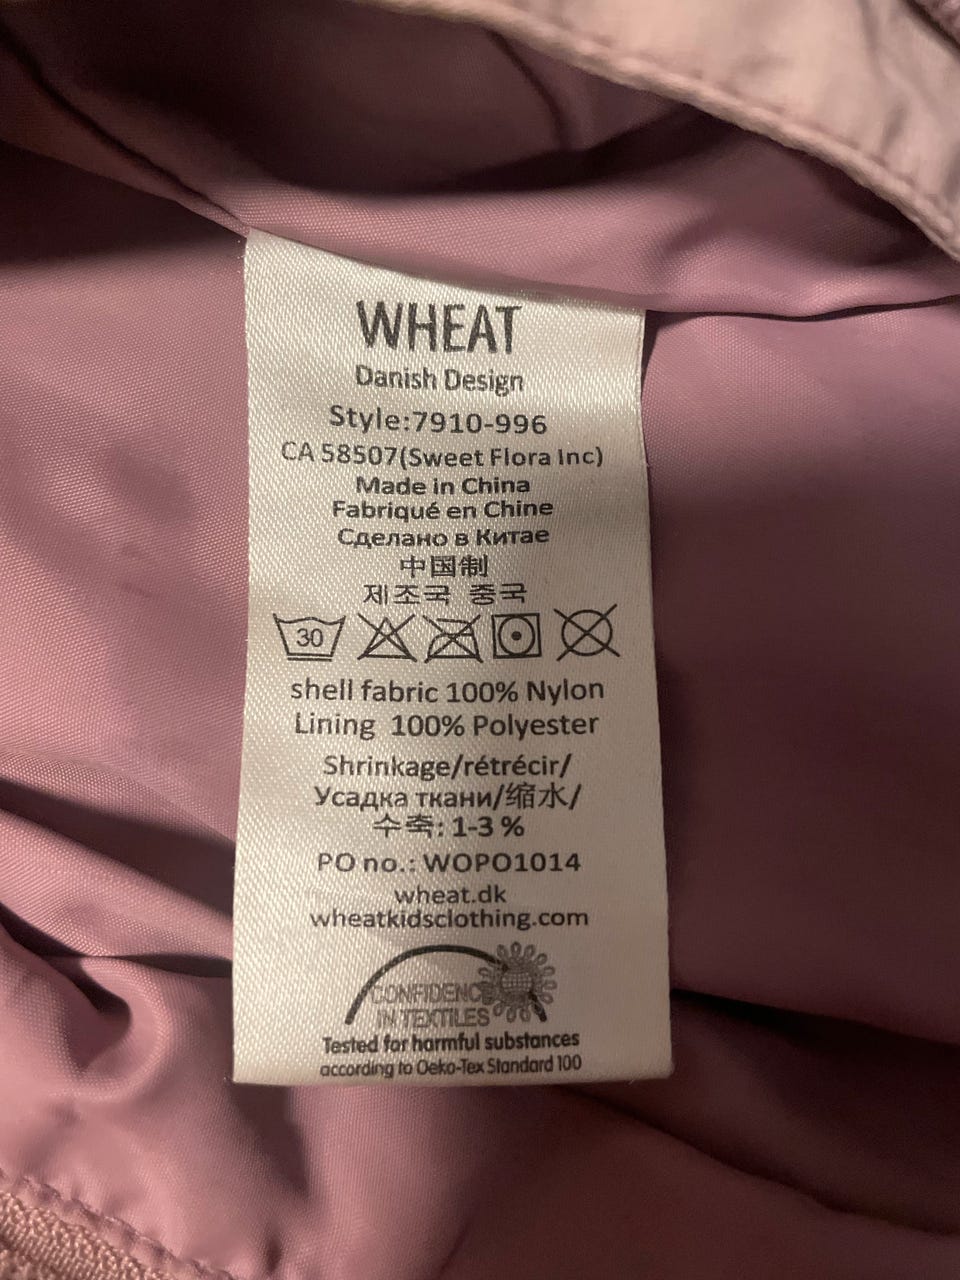 WHEAT
Danish Design
Style:7910-996
CA 58507(Sweet Flora Inc)
Made in China
Fabriqué en Chine
Сделано в Китае
中国制
제조국 중국
30
shell fabric 100% Nylon
Lining 100% Polyester
Shrinkage/rétrécir/
Усадка ткани/缩水/
수축: 1-3 %
PO no.: WOPO1014
wheat.dk
wheatkidsclothing.com
CONFIDENCE
IN TEXTILES
Tested for harmful substances
according to Oeko-Tex Standard 100